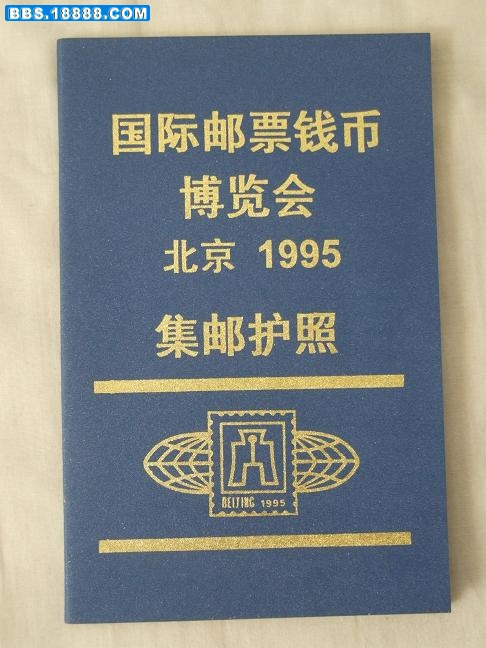 BBS.18888.COM
国际邮票钱币
博览会
北京 1995
集邮护照
BEIJING 1995